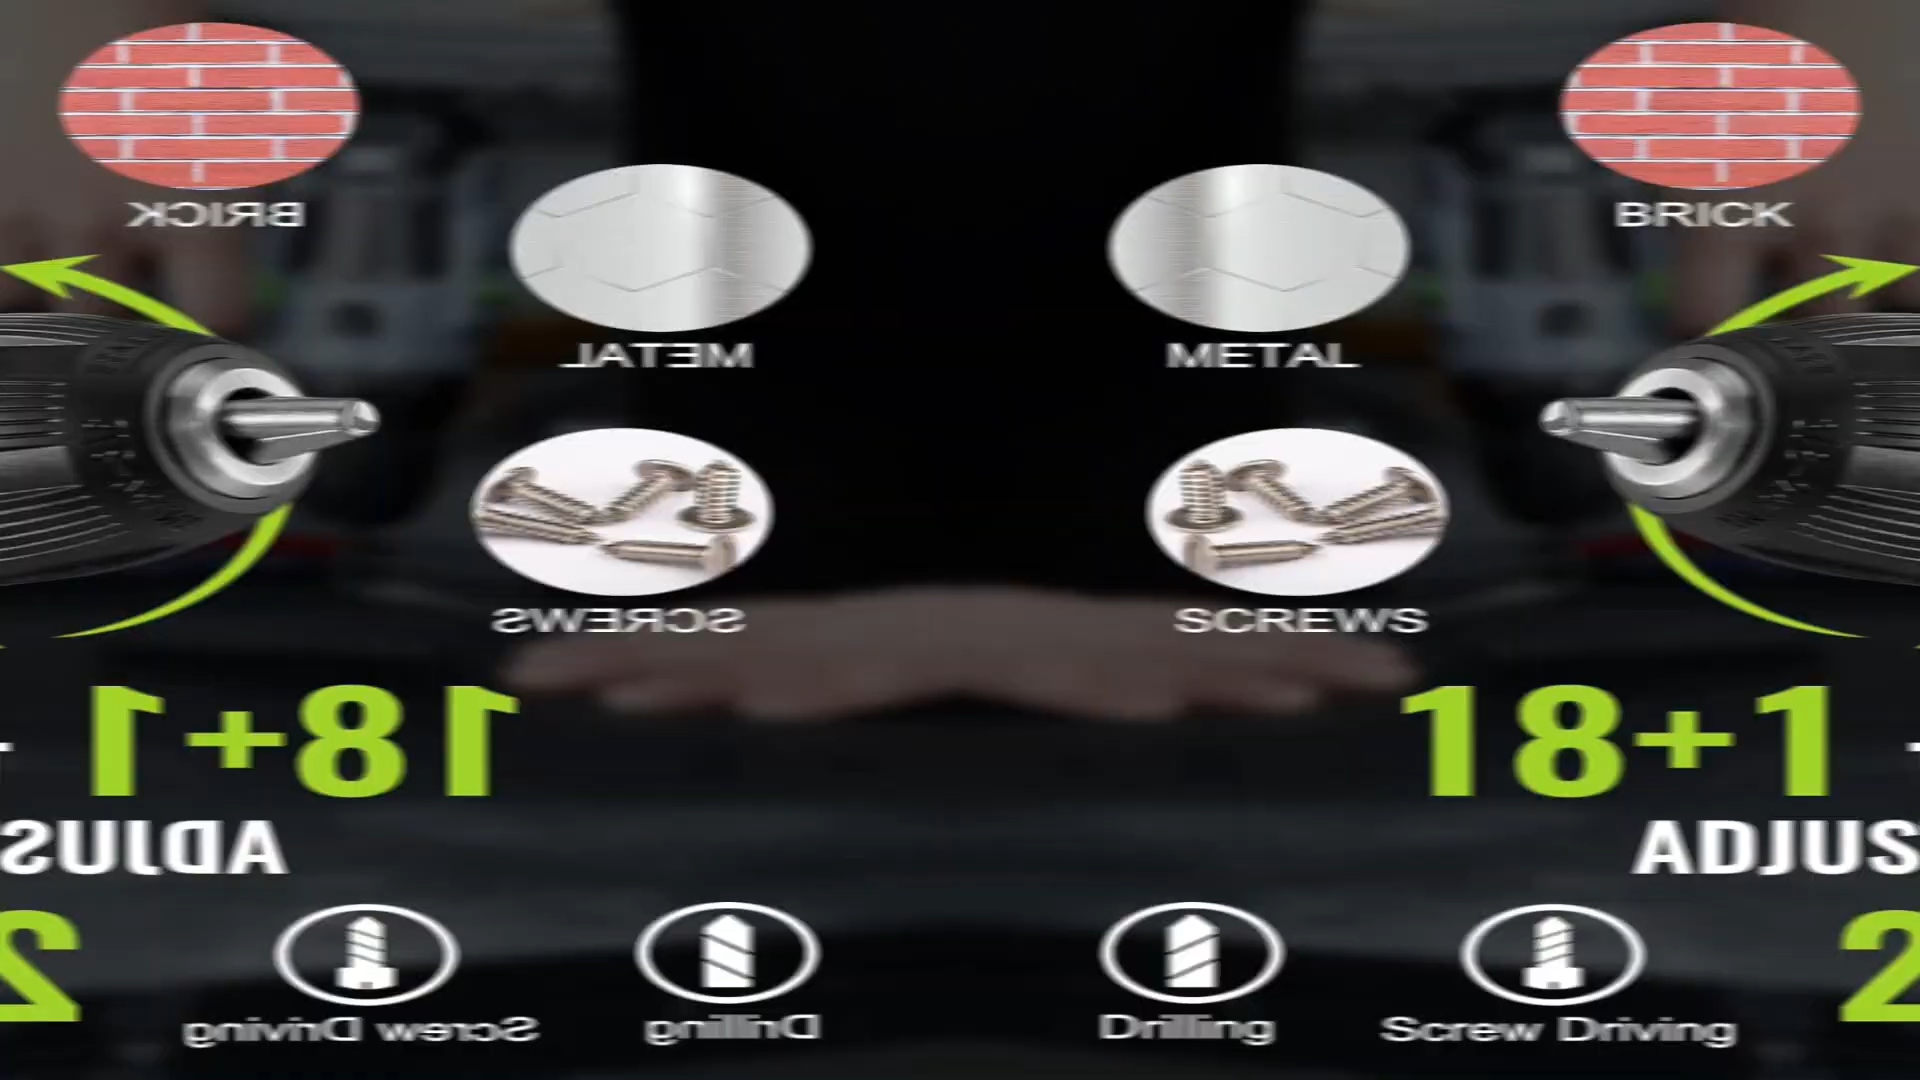 BRICK
BRICK
METAL
METAL
SCREWS
SCREWS
18+1
18+1
ADJUS
ADJUS
2
2
Screw Driving
Drilling
Drilling
Screw Driving